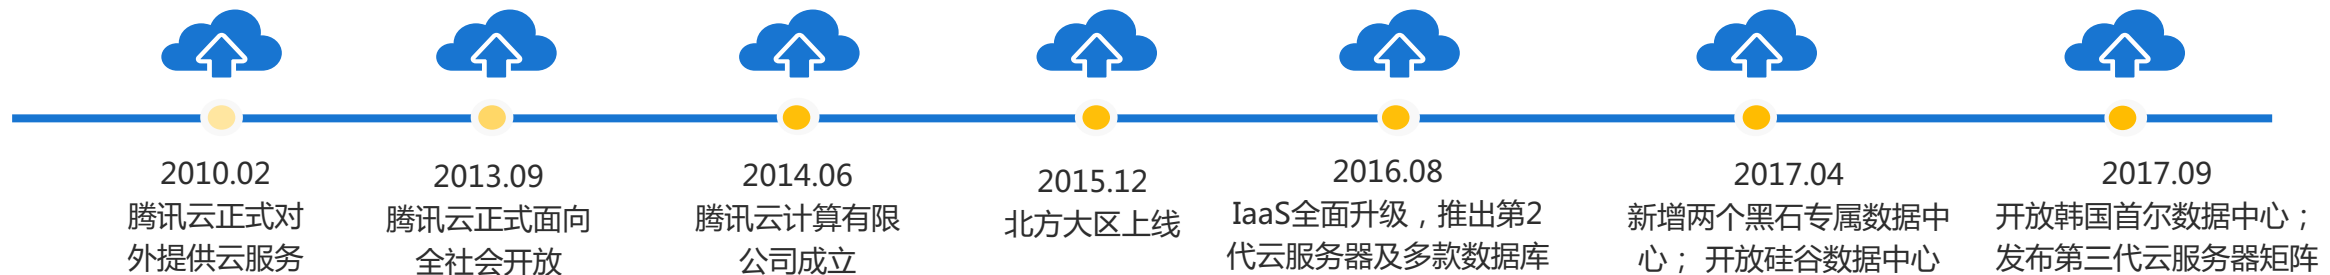 2010.02
腾讯云正式对
外提供云服务
2013.09
腾讯云正式面向
全社会开放
2014.06
腾讯云计算有限
公司成立
2015.12
北方大区上线
2016.08
IaaS全面升级，推出第2
代云服务器及多款数据库
2017.04
新增两个黑石专属数据中
心； 开放硅谷数据中心
2017.09
开放韩国首尔数据中心；
发布第三代云服务器矩阵